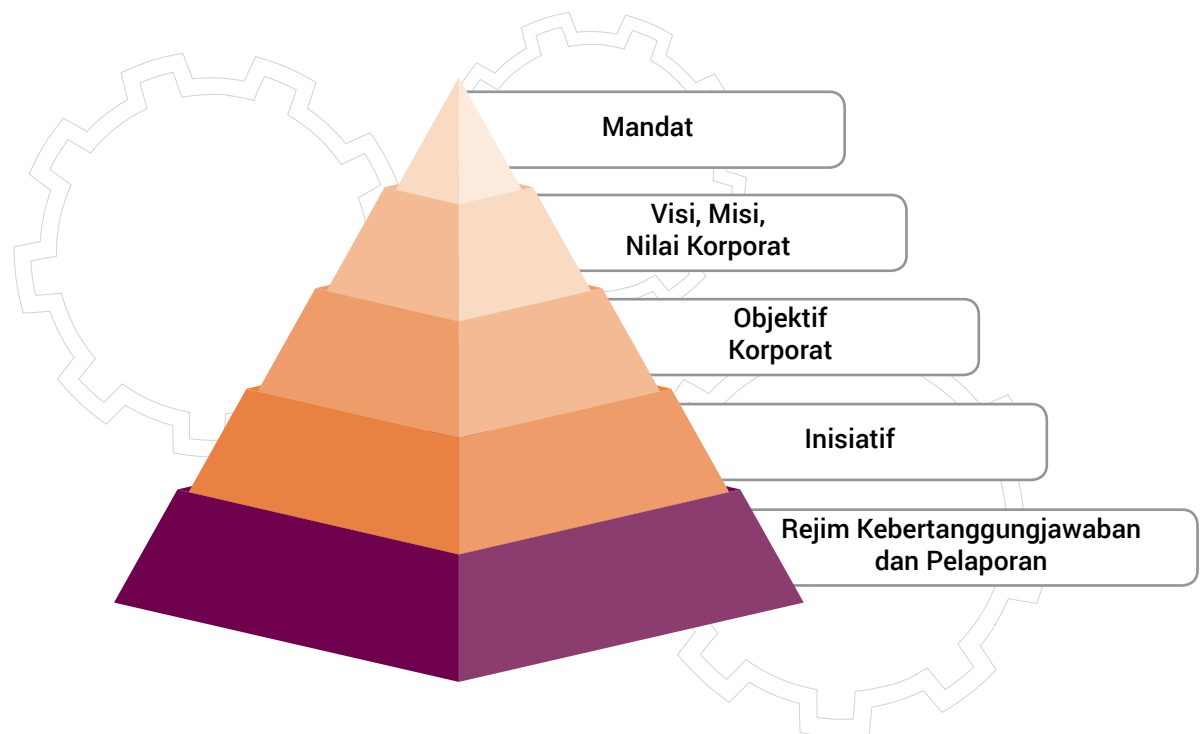 Mandat
Visi, Misi,
Nilai Korporat
Objektif
Korporat
Inisiatif
Rejim Kebertanggungjawaban
dan Pelaporan